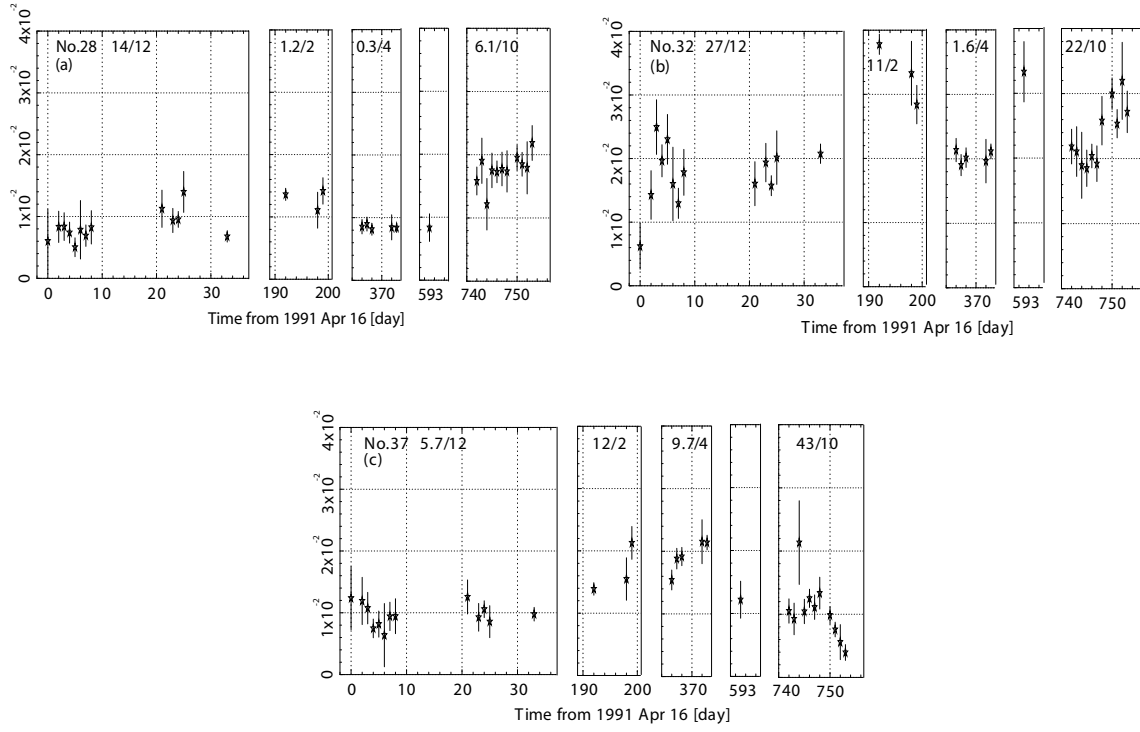 No.28 14/12 1.2/2 0.3/4 6.1/10
(a)
4x10⁻²
3x10⁻²
2x10⁻²
1x10⁻²
0
0 10 20 30 190 200 370 593 740 750
Time from 1991 Apr 16 [day]
No.32 27/12 11/2 1.6/4 22/10
(b)
4x10⁻²
3x10⁻²
2x10⁻²
1x10⁻²
0
0 10 20 30 190 200 370 593 740 750
Time from 1991 Apr 16 [day]
No.37 5.7/12 12/2 9.7/4 43/10
(c)
4x10⁻²
3x10⁻²
2x10⁻²
1x10⁻²
0
0 10 20 30 190 200 370 593 740 750
Time from 1991 Apr 16 [day]